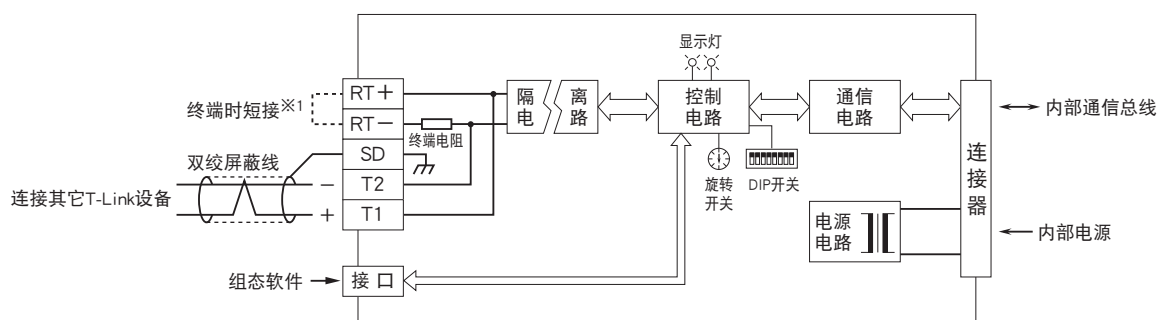 显示灯
RT＋
终端时短接※1
RT－
终端电阻
隔 离
电 路
控制
电路
通信
电路
内部通信总线
SD
双绞屏蔽线
连接其它T-Link设备
－
T2
＋
T1
旋转
开关
DIP开关
连接器
电源
电路
内部电源
组态软件
接 口